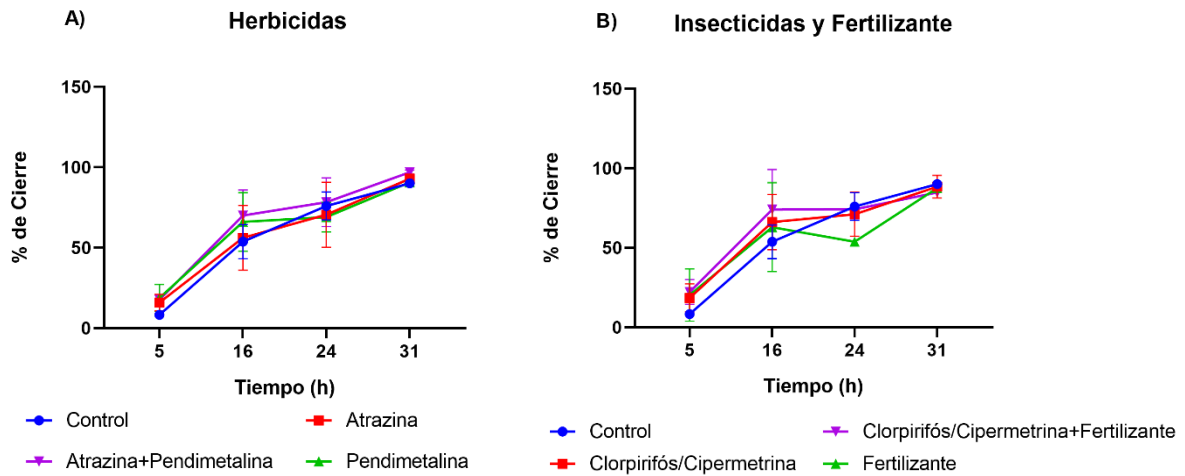 A) Herbicidas
150
100
50
0
% de Cierre
5 16 24 31
Tiempo (h)
Control
Atrazina
Atrazina+Pendimetalina
Pendimetalina
B) Insecticidas y Fertilizante
150
100
50
0
% de Cierre
5 16 24 31
Tiempo (h)
Control
Clorpirifós/Cipermetrina+Fertilizante
Clorpirifós/Cipermetrina
Fertilizante